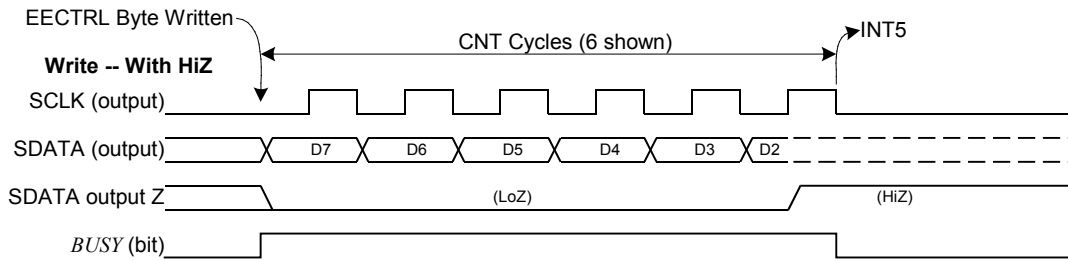 EECTRL Byte Written
CNT Cycles (6 shown)
INT5
Write -- With HiZ
SCLK (output)
SDATA (output)
D7 D6 D5 D4 D3 D2
SDATA output Z
(LoZ)
(HiZ)
BUSY (bit)